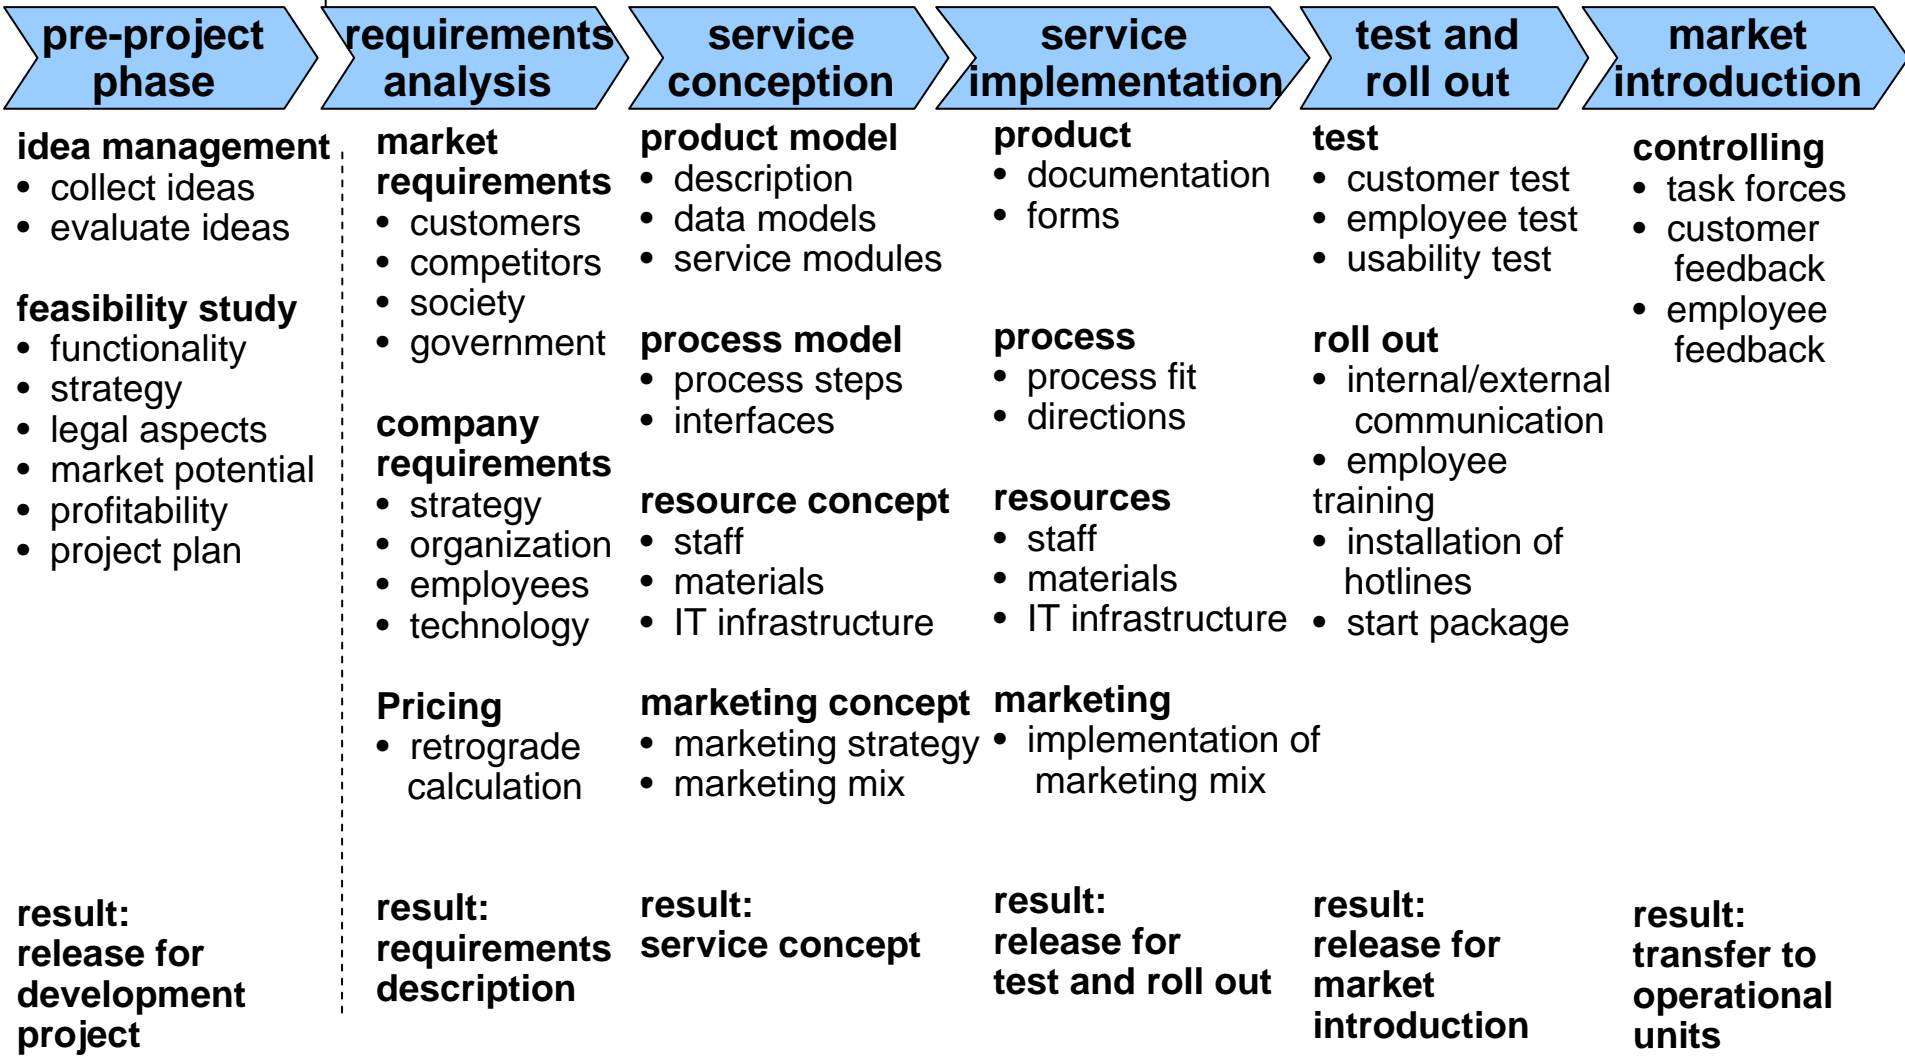 pre-project
phase
requirements
analysis
service
conception
service
implementation
test and
roll out
market
introduction
idea management
• collect ideas
• evaluate ideas
feasibility study
• functionality
• strategy
• legal aspects
• market potential
• profitability
• project plan
result:
release for
development
project
market
requirements
• customers
• competitors
• society
• government
company
requirements
• strategy
• organization
• employees
• technology
Pricing
• retrograde
calculation
result:
requirements
description
product model
• description
• data models
• service modules
process model
• process steps
• interfaces
resource concept
• staff
• materials
• IT infrastructure
marketing concept
• marketing strategy
• marketing mix
result:
service concept
product
• documentation
• forms
process
• process fit
• directions
resources
• staff
• materials
• IT infrastructure
marketing
• implementation of
marketing mix
result:
release for
test and roll out
test
• customer test
• employee test
• usability test
roll out
• internal/external
communication
• employee
training
• installation of
hotlines
• start package
result:
release for
market
introduction
controlling
• task forces
• customer
feedback
• employee
feedback
result:
transfer to
operational
units